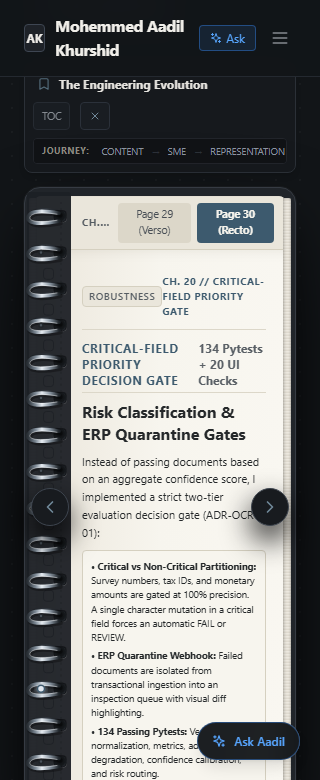 AK
Mohemmed Aadil
Khurshid
Ask
The Engineering Evolution
TOC
JOURNEY: CONTENT — SME — REPRESENTATION
CH....
Page 29
(Verso)
Page 30
(Recto)
ROBUSTNESS
CH. 20 // CRITICAL-
FIELD PRIORITY
GATE
CRITICAL-FIELD
PRIORITY
DECISION GATE
134 Pytests
+ 20 UI
Checks
Risk Classification &
ERP Quarantine Gates
Instead of passing documents based
on an aggregate confidence score, I
implemented a strict two-tier
evaluation decision gate (ADR-OCR-
01):
• Critical vs Non-Critical Partitioning:
Survey numbers, tax IDs, and monetary
amounts are gated at 100% precision.
A single character mutation in a critical
field forces an automatic FAIL or
REVIEW.
• ERP Quarantine Webhook: Failed
documents are isolated from
transactional ingestion into an
inspection queue with visual diff
highlighting.
• 134 Passing Pytests:
normalization, metrics,
degradation, confidence
and risk routing.
Ask Aadil